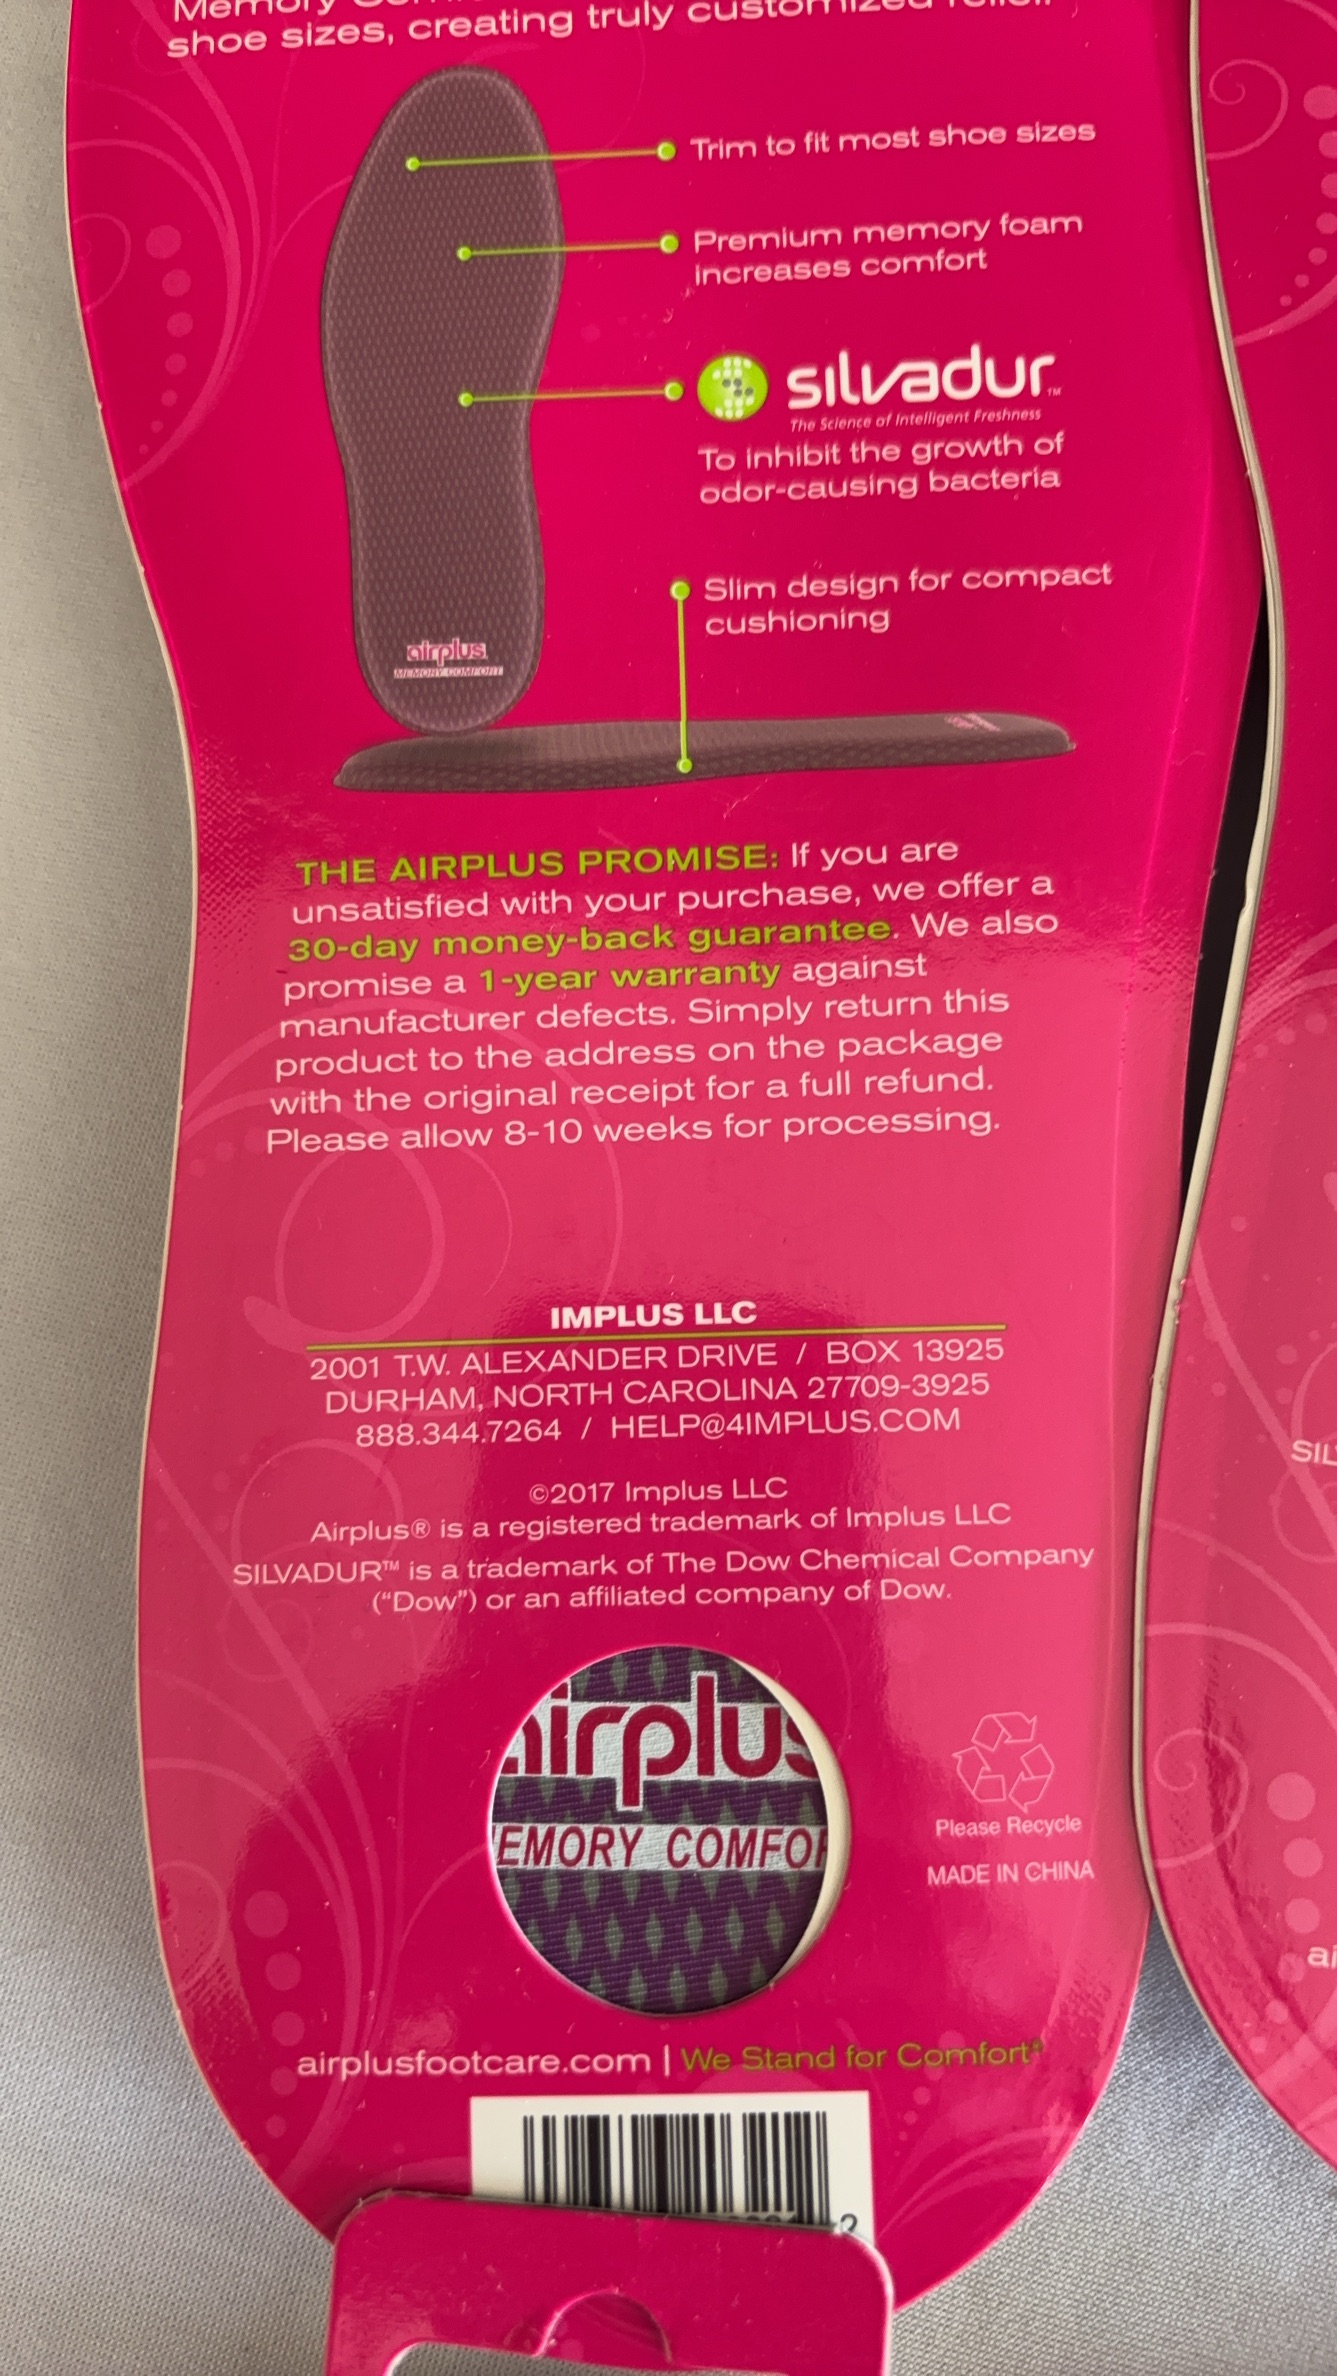 shoe sizes, creating truly customized relief.
Trim to fit most shoe sizes
Premium memory foam
increases comfort
silvadur™
The Science of Intelligent Freshness
To inhibit the growth of
odor-causing bacteria
Slim design for compact
cushioning
airplus
MEMORY COMFORT
THE AIRPLUS PROMISE: If you are
unsatisfied with your purchase, we offer a
30-day money-back guarantee. We also
promise a 1-year warranty against
manufacturer defects. Simply return this
product to the address on the package
with the original receipt for a full refund.
Please allow 8-10 weeks for processing.
IMPLUS LLC
2001 T.W. ALEXANDER DRIVE / BOX 13925
DURHAM, NORTH CAROLINA 27709-3925
888.344.7264 / HELP@4IMPLUS.COM
©2017 Implus LLC
Airplus® is a registered trademark of Implus LLC
SILVADUR™ is a trademark of The Dow Chemical Company
("Dow") or an affiliated company of Dow.
airplus
EMORY COMFO
Please Recycle
MADE IN CHINA
airplusfootcare.com | We Stand for Comfort®
2
SIL
ai